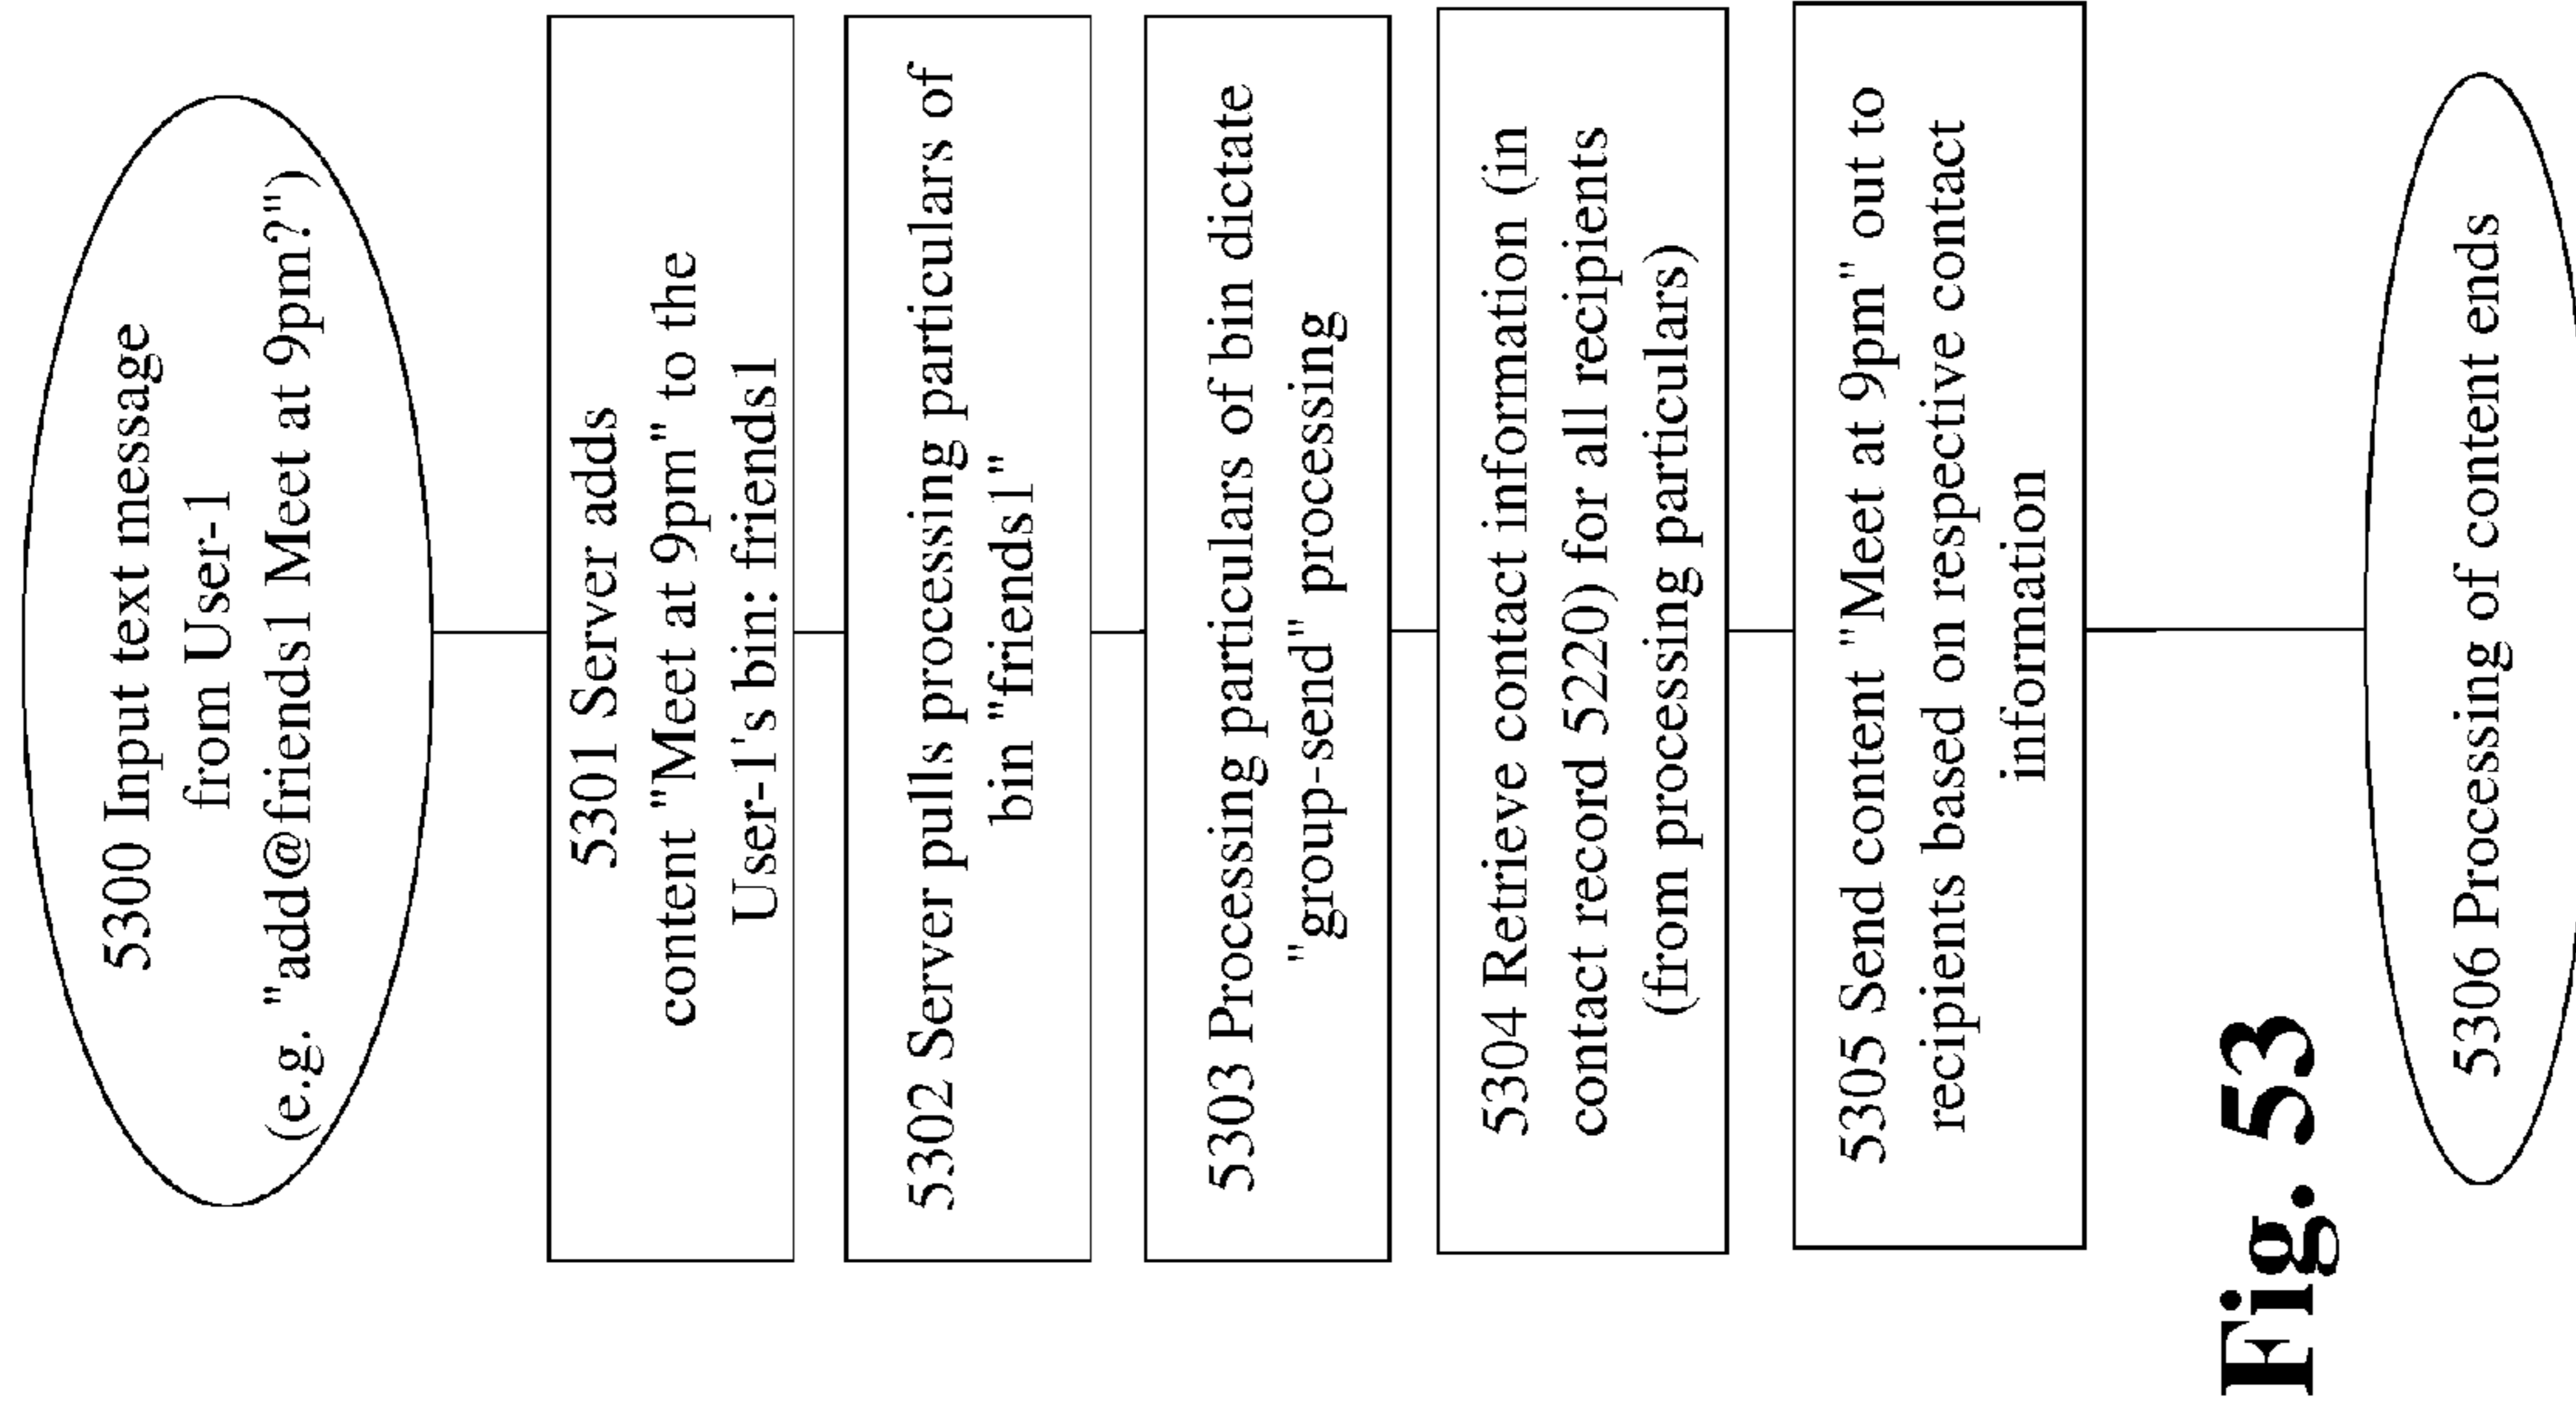 5300 Input text message
from User-1
(e.g. "add@friends1 Meet at 9pm?")
5301 Server adds
content "Meet at 9pm" to the
User-1's bin: friends1
5302 Server pulls processing particulars of
bin "friends1"
5303 Processing particulars of bin dictate
"group-send" processing
5304 Retrieve contact information (in
contact record 5220) for all recipients
(from processing particulars)
5305 Send content "Meet at 9pm" out to
recipients based on respective contact
information
Fig. 53
5306 Processing of content ends